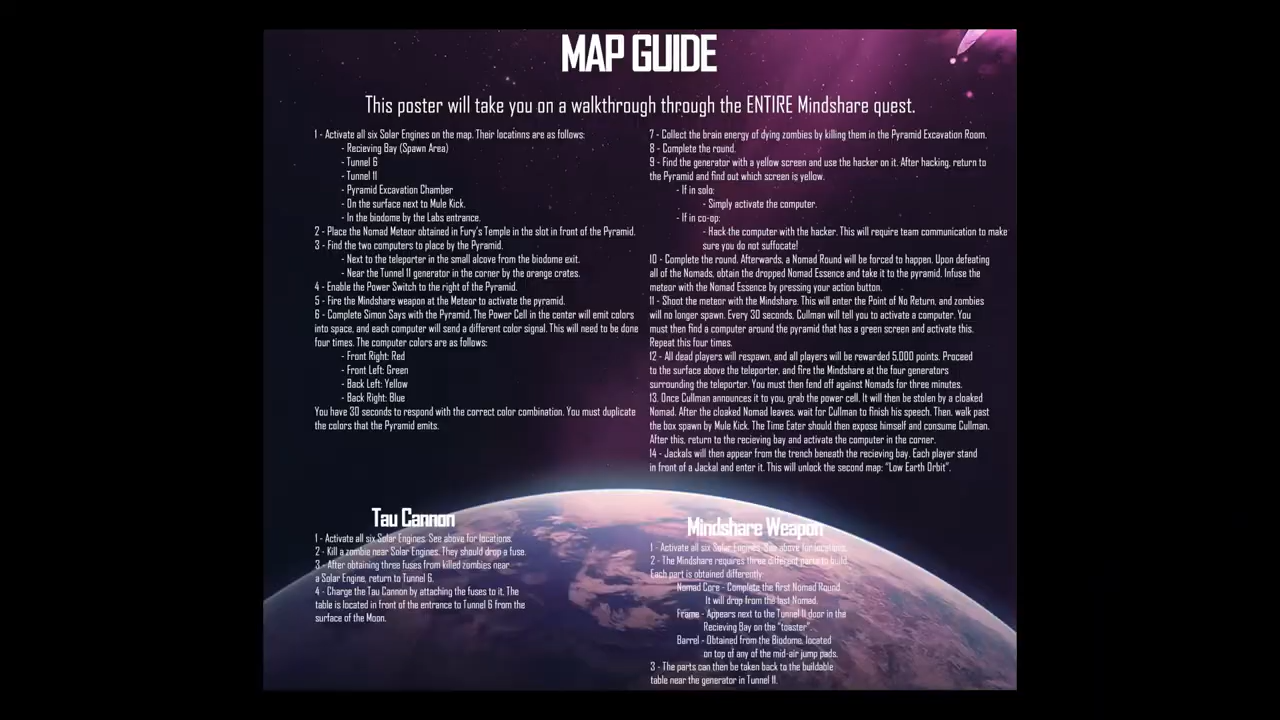 MAP GUIDE
This poster will take you on a walkthrough through the ENTIRE Mindshare quest.
1 - Activate all six Solar Engines on the map. Their locatinns are as follows:
- Recieving Bay (Spawn Area)
- Tunnel 6
- Tunnel 11
- Pyramid Excavation Chamber
- On the surface next to Mule Kick.
- In the biodome by the Labs entrance.
2 - Place the Nomad Meteor obtained in Fury's Temple in the slot in front of the Pyramid.
3 - Find the two computers to place by the Pyramid.
- Next to the teleporter in the small alcove from the biodome exit.
- Near the Tunnel 11 generator in the corner by the orange crates.
4 - Enable the Power Switch to the right of the Pyramid.
5 - Fire the Mindshare weapon at the Meteor to activate the pyramid.
6 - Complete Simon Says with the Pyramid. The Power Cell in the center will emit colors
into space, and each computer will send a different color signal. This will need to be done
four times. The computer colors are as follows:
- Front Right: Red
- Front Left: Green
- Back Left: Yellow
- Back Right: Blue
You have 30 seconds to respond with the correct color combination. You must duplicate
the colors that the Pyramid emits.
7 - Collect the brain energy of dying zombies by killing them in the Pyramid Excavation Room.
8 - Complete the round.
9 - Find the generator with a yellow screen and use the hacker on it. After hacking, return to
the Pyramid and find out which screen is yellow.
- If in solo:
- Simply activate the computer.
- If in co-op:
- Hack the computer with the hacker. This will require team communication to make
sure you do not suffocate!
10 - Complete the round. Afterwards, a Nomad Round will be forced to happen. Upon defeating
all of the Nomads, obtain the dropped Nomad Essence and take it to the pyramid. Infuse the
meteor with the Nomad Essence by pressing your action button.
11 - Shoot the meteor with the Mindshare. This will enter the Point of No Return, and zombies
will no longer spawn. Every 30 seconds, Cullman will tell you to activate a computer. You
must then find a computer around the pyramid that has a green screen and activate this.
Repeat this four times.
12 - All dead players will respawn, and all players will be rewarded 5,000 points. Proceed
to the surface above the teleporter, and fire the Mindshare at the four generators
surrounding the teleporter. You must then fend off against Nomads for three minutes.
13. Once Cullman announces it to you, grab the power cell. It will then be stolen by a cloaked
Nomad. After the cloaked Nomad leaves, wait for Cullman to finish his speech. Then, walk past
the box spawn by Mule Kick. The Time Eater should then expose himself and consume Cullman.
After this, return to the recieving bay and activate the computer in the corner.
14 - Jackals will then appear from the trench beneath the recieving bay. Each player stand
in front of a Jackal and enter it. This will unlock the second map: "Low Earth Orbit".
Tau Cannon
1 - Activate all six Solar Engines. See above for locations.
2 - Kill a zombie near Solar Engines. They should drop a fuse.
3 - After obtaining three fuses from killed zombies near
a Solar Engine, return to Tunnel 6.
4 - Charge the Tau Cannon by attaching the fuses to it. The
table is located in front of the entrance to Tunnel 6 from the
surface of the Moon.
Mindshare Weapon
1 - Activate all six Solar Engines. See above for locations.
2 - The Mindshare requires three different parts to build.
Each part is obtained differently:
Nomad Core - Complete the first Nomad Round.
It will drop from the last Nomad.
Frame - Appears next to the Tunnel 11 door in the
Recieving Bay on the "toaster".
Barrel - Obtained from the Biodome, located
on top of any of the mid-air jump pads.
3 - The parts can then be taken back to the buildable
table near the generator in Tunnel 11.